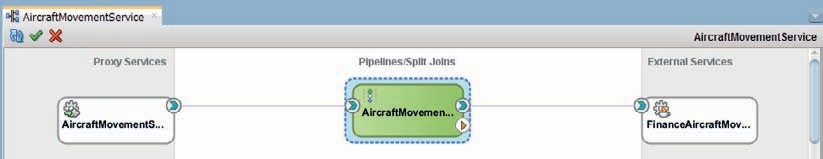 AircraftMovementService
AircraftMovementService
Proxy Services
Pipelines/Split Joins
External Services
AircraftMovementS...
AircraftMovemen...
FinanceAircraftMov...